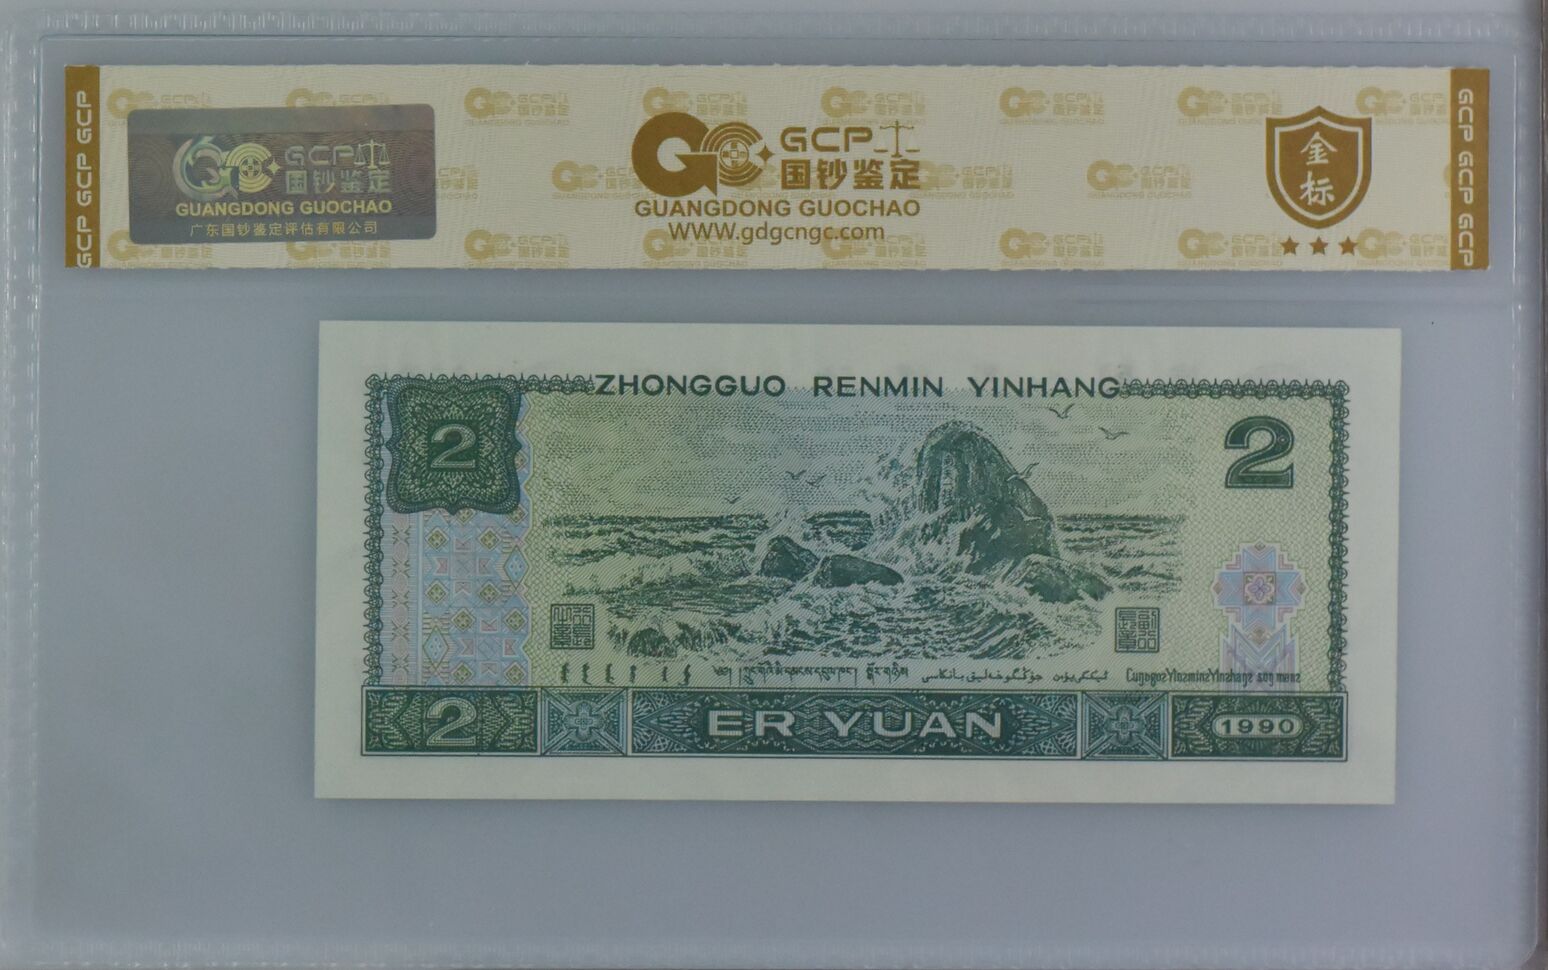 GCP GCP GCP
GCP
国钞鉴定
GUANGDONG GUOCHAO
广东国钞鉴定评估有限公司
GCP
国钞鉴定
GUANGDONG GUOCHAO
WWW.gdgcngc.com
金
标
GCP GCP GCP
ZHONGGUO RENMIN YINHANG
2
2
2
ER YUAN
1990